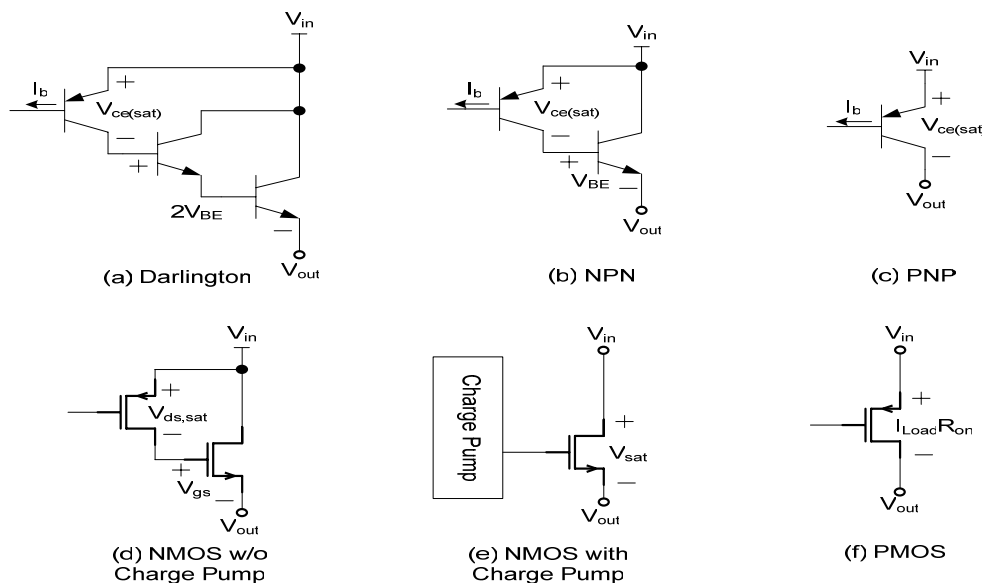 Vin
Ib
+
Vce(sat)
−
+
2VBE
−
Vout
(a) Darlington
Vin
Ib
+
Vce(sat)
−
+
VBE
−
Vout
(b) NPN
Vin
Ib
+
Vce(sat)
−
Vout
(c) PNP
Vin
+
Vds,sat
−
+
Vgs
−
Vout
(d) NMOS w/o
Charge Pump
Charge Pump
Vin
+
Vsat
−
Vout
(e) NMOS with
Charge Pump
Vin
+
ILoadRon
−
Vout
(f) PMOS